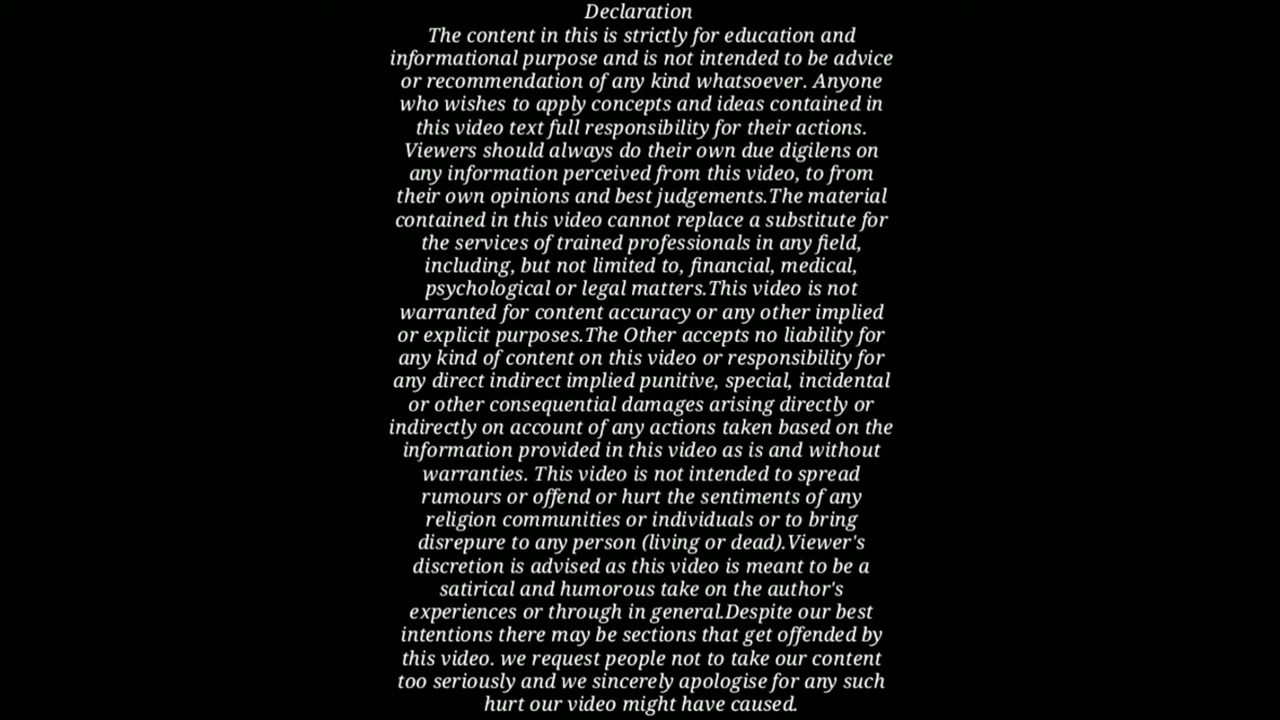 Declaration
The content in this is strictly for education and
informational purpose and is not intended to be advice
or recommendation of any kind whatsoever. Anyone
who wishes to apply concepts and ideas contained in
this video text full responsibility for their actions.
Viewers should always do their own due digilens on
any information perceived from this video, to from
their own opinions and best judgements.The material
contained in this video cannot replace a substitute for
the services of trained professionals in any field,
including, but not limited to, financial, medical,
psychological or legal matters.This video is not
warranted for content accuracy or any other implied
or explicit purposes.The Other accepts no liability for
any kind of content on this video or responsibility for
any direct indirect implied punitive, special, incidental
or other consequential damages arising directly or
indirectly on account of any actions taken based on the
information provided in this video as is and without
warranties. This video is not intended to spread
rumours or offend or hurt the sentiments of any
religion communities or individuals or to bring
disrepure to any person (living or dead).Viewer's
discretion is advised as this video is meant to be a
satirical and humorous take on the author's
experiences or through in general.Despite our best
intentions there may be sections that get offended by
this video. we request people not to take our content
too seriously and we sincerely apologise for any such
hurt our video might have caused.